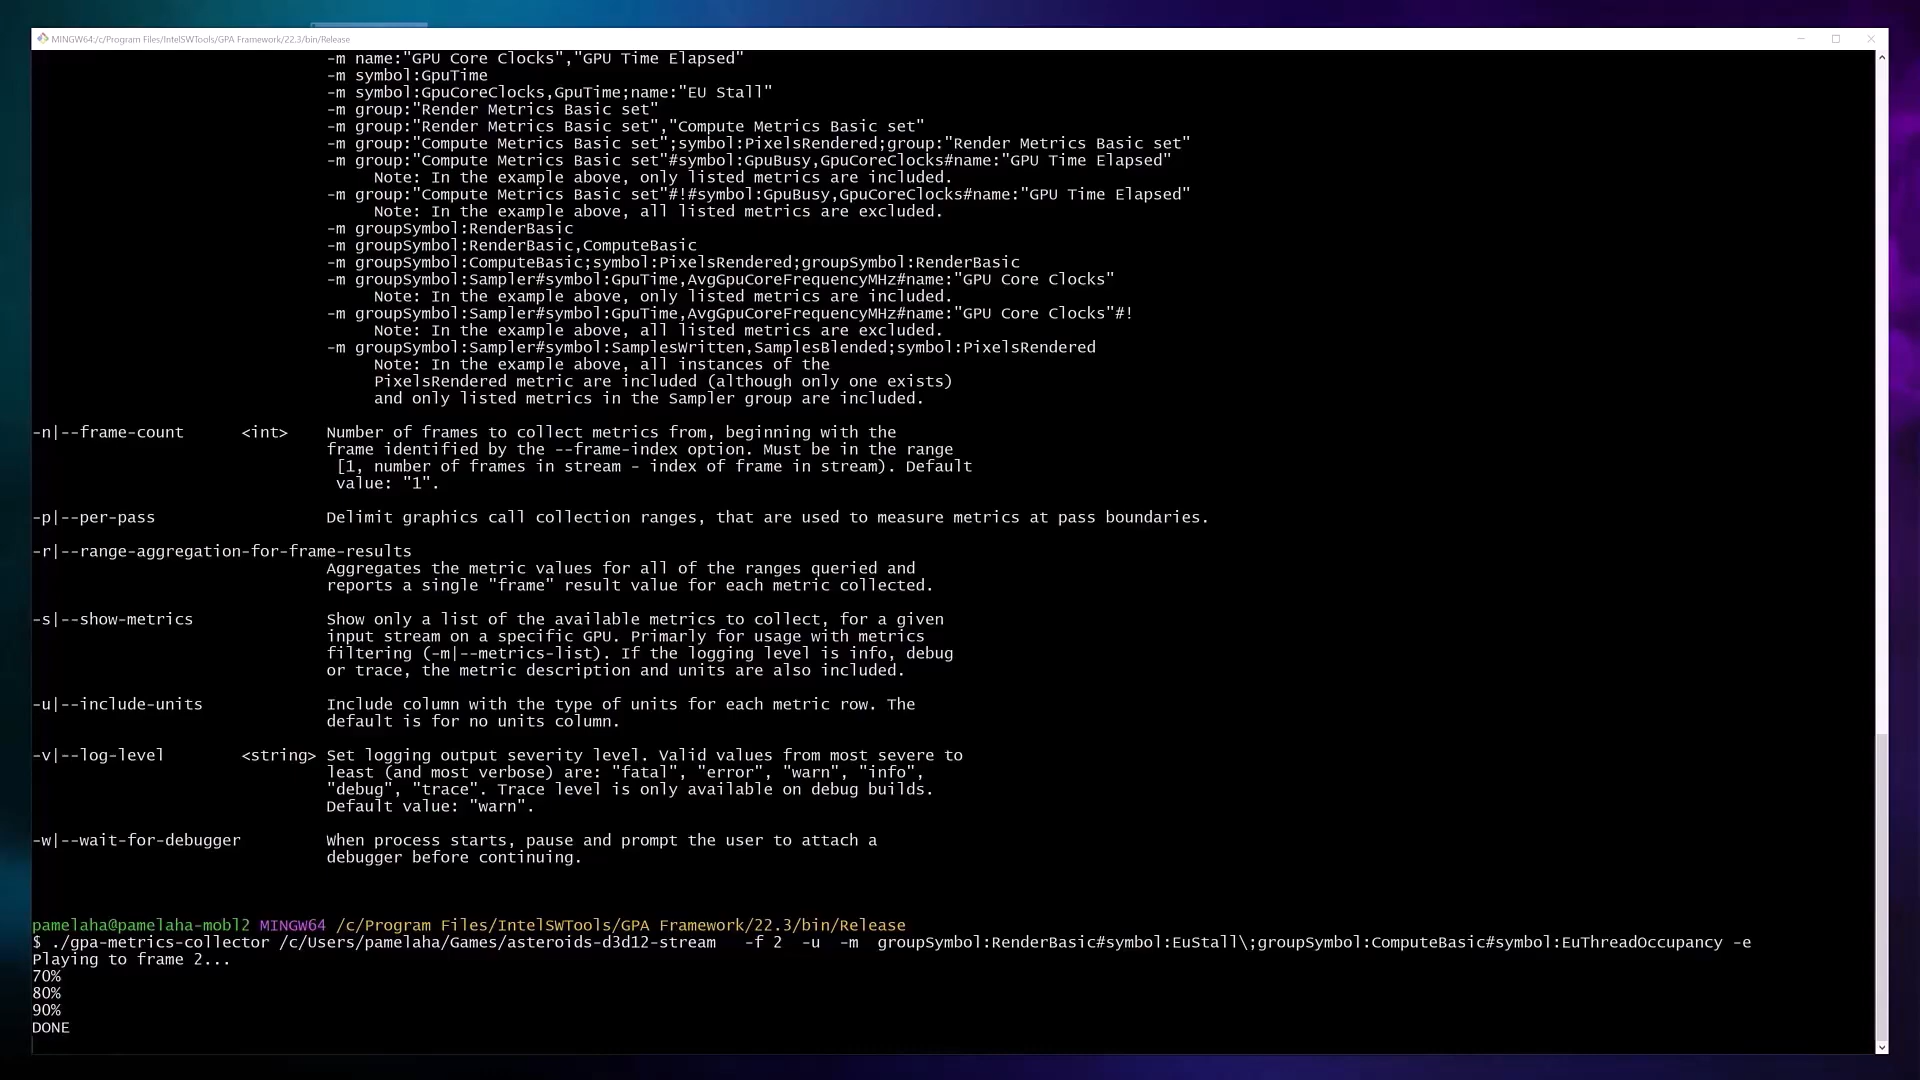 MINGW64:/c/Program Files/IntelSWTools/GPA Framework/22.3/bin/Release
-m name:"GPU Core Clocks","GPU Time Elapsed"
-m symbol:GpuTime
-m symbol:GpuCoreClocks,GpuTime;name:"EU Stall"
-m group:"Render Metrics Basic set"
-m group:"Render Metrics Basic set","Compute Metrics Basic set"
-m group:"Compute Metrics Basic set";symbol:PixelsRendered;group:"Render Metrics Basic set"
-m group:"Compute Metrics Basic set"#symbol:GpuBusy,GpuCoreClocks#name:"GPU Time Elapsed"
Note: In the example above, only listed metrics are included.
-m group:"Compute Metrics Basic set"#!#symbol:GpuBusy,GpuCoreClocks#name:"GPU Time Elapsed"
Note: In the example above, all listed metrics are excluded.
-m groupSymbol:RenderBasic
-m groupSymbol:RenderBasic,ComputeBasic
-m groupSymbol:ComputeBasic;symbol:PixelsRendered;groupSymbol:RenderBasic
-m groupSymbol:Sampler#symbol:GpuTime,AvgGpuCoreFrequencyMHz#name:"GPU Core Clocks"
Note: In the example above, only listed metrics are included.
-m groupSymbol:Sampler#symbol:GpuTime,AvgGpuCoreFrequencyMHz#name:"GPU Core Clocks"#!
Note: In the example above, all listed metrics are excluded.
-m groupSymbol:Sampler#symbol:SamplesWritten,SamplesBlended;symbol:PixelsRendered
Note: In the example above, all instances of the
PixelsRendered metric are included (although only one exists)
and only listed metrics in the Sampler group are included.
-n|--frame-count <int> Number of frames to collect metrics from, beginning with the
frame identified by the --frame-index option. Must be in the range
[1, number of frames in stream - index of frame in stream). Default
value: "1".
-p|--per-pass Delimit graphics call collection ranges, that are used to measure metrics at pass boundaries.
-r|--range-aggregation-for-frame-results
Aggregates the metric values for all of the ranges queried and
reports a single "frame" result value for each metric collected.
-s|--show-metrics Show only a list of the available metrics to collect, for a given
input stream on a specific GPU. Primarly for usage with metrics
filtering (-m|--metrics-list). If the logging level is info, debug
or trace, the metric description and units are also included.
-u|--include-units Include column with the type of units for each metric row. The
default is for no units column.
-v|--log-level <string> Set logging output severity level. Valid values from most severe to
least (and most verbose) are: "fatal", "error", "warn", "info",
"debug", "trace". Trace level is only available on debug builds.
Default value: "warn".
-w|--wait-for-debugger When process starts, pause and prompt the user to attach a
debugger before continuing.
pamelaha@pamelaha-mobl2 MINGW64 /c/Program Files/IntelSWTools/GPA Framework/22.3/bin/Release
$ ./gpa-metrics-collector /c/Users/pamelaha/Games/asteroids-d3d12-stream -f 2 -u -m groupSymbol:RenderBasic#symbol:EuStall\;groupSymbol:ComputeBasic#symbol:EuThreadOccupancy -e
Playing to frame 2...
70%
80%
90%
DONE